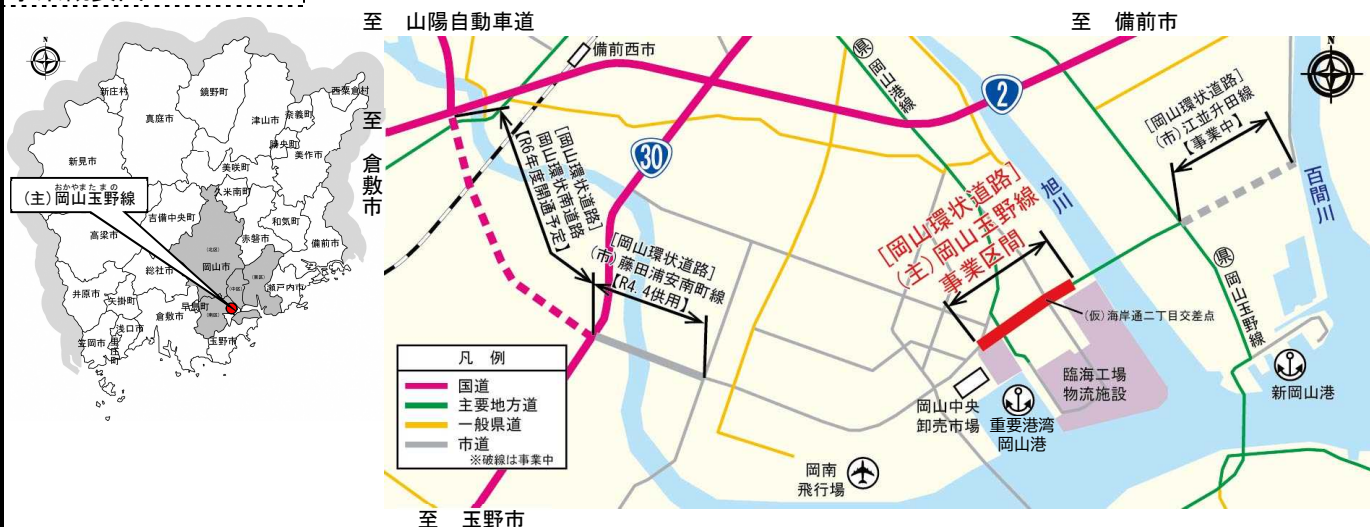 至 山陽自動車道
至 備前市
至 倉敷市
至 玉野市
N
新庄村
鏡野町
西粟倉村
真庭市
津山市
奈義町
勝央町
美作市
新見市
美咲町
久米南町
(主)岡山玉野線
おかやまたまの
吉備中央町
和気町
高梁市
赤磐市
備前市
(北区)
岡山市
総社市
(東区)
(中区)
瀬戸内市
井原市
矢掛町
早島町
倉敷市
(南区)
浅口市
玉野市
笠岡市
里庄町
N
備前西市
県 岡山港線
2
30
[岡山環状道路]
(市)江並升田線
【事業中】
[岡山環状道路]
岡山環状南道路
【R6年度開通予定】
[岡山環状道路]
(市)藤田浦安南町線
【R4.4供用】
[岡山環状道路]
(主)岡山玉野線
事業区間
旭川
百間川
県 岡山玉野線
(仮)海岸通二丁目交差点
臨海工場
物流施設
岡山中央
卸売市場
重要港湾
岡山港
新岡山港
岡南
飛行場
凡 例
国道
主要地方道
一般県道
市道
※破線は事業中